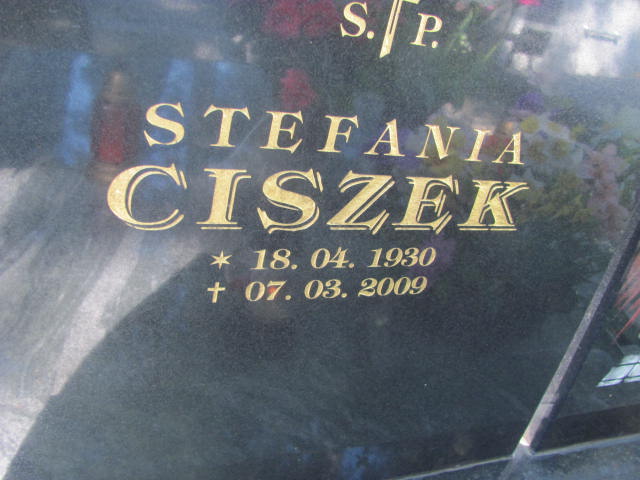 S.†P.
STEFANIA
CISZEK
* 18. 04. 1930
† 07. 03. 2009